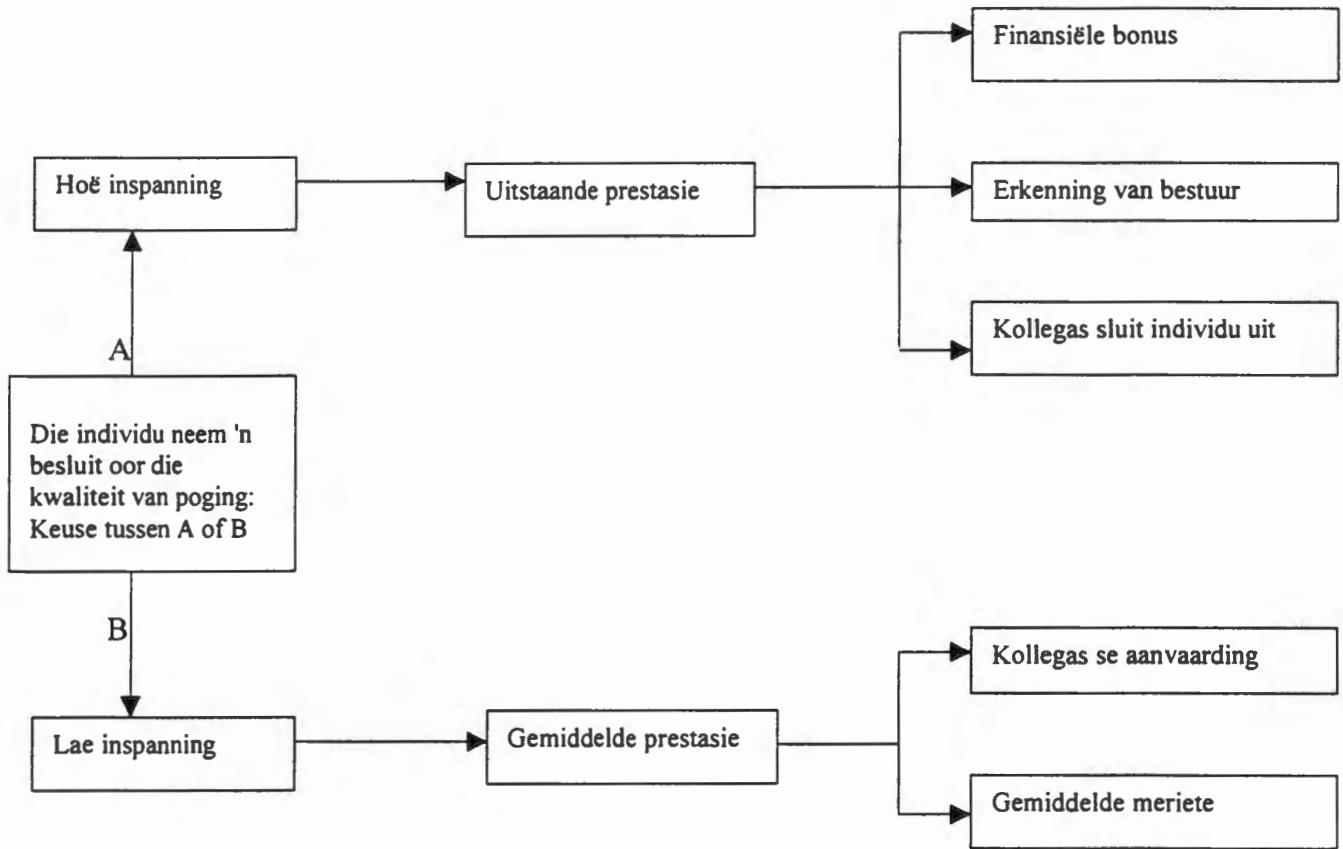 Finansiële bonus
Hoë inspanning
Uitstaande prestasie
Erkenning van bestuur
Kollegas sluit individu uit
A
Die individu neem 'n
besluit oor die
kwaliteit van poging:
Keuse tussen A of B
B
Kollegas se aanvaarding
Lae inspanning
Gemiddelde prestasie
Gemiddelde meriete